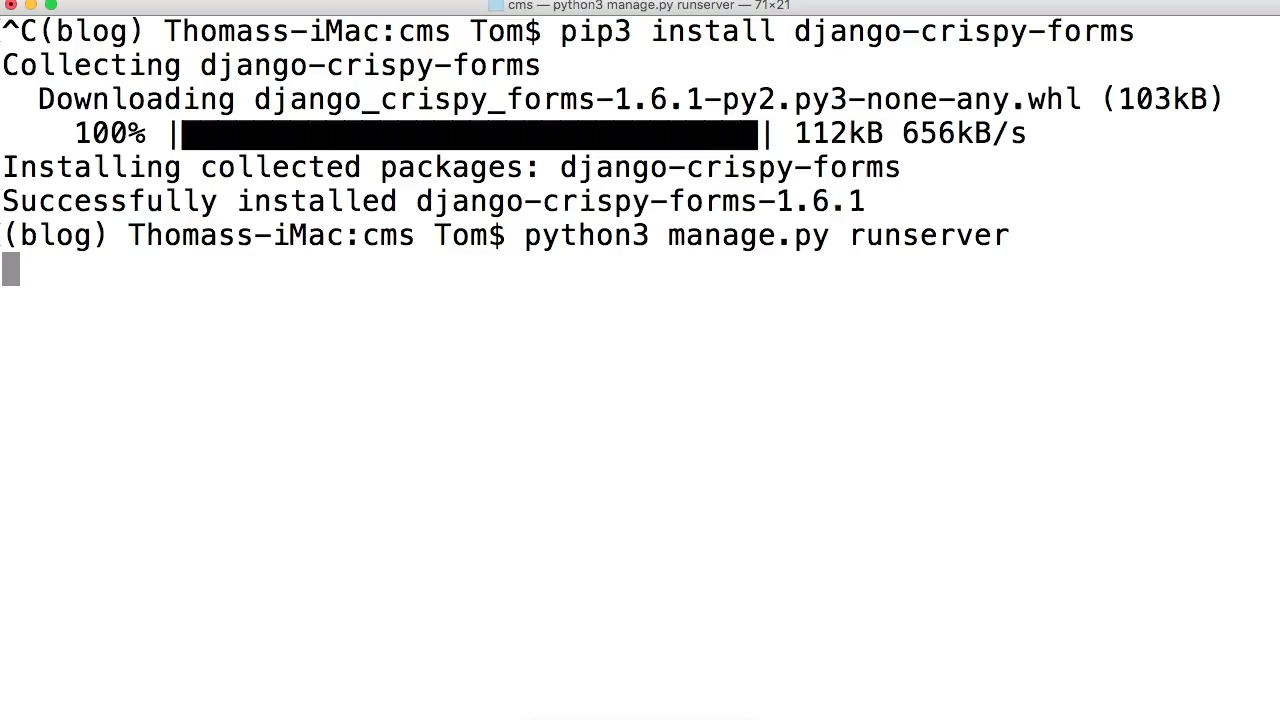 cms — python3 manage.py runserver — 71×21
^C(blog) Thomass-iMac:cms Tom$ pip3 install django-crispy-forms
Collecting django-crispy-forms
  Downloading django_crispy_forms-1.6.1-py2.py3-none-any.whl (103kB)
    100% |████████████████████████████████| 112kB 656kB/s
Installing collected packages: django-crispy-forms
Successfully installed django-crispy-forms-1.6.1
(blog) Thomass-iMac:cms Tom$ python3 manage.py runserver